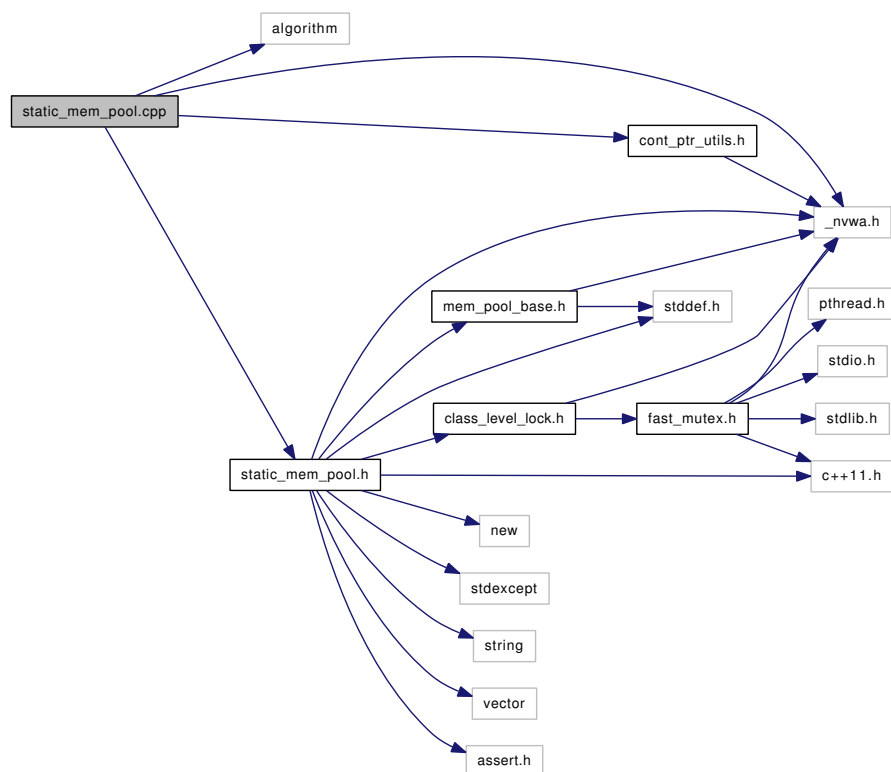 algorithm
static_mem_pool.cpp
cont_ptr_utils.h
_nvwa.h
mem_pool_base.h
stddef.h
pthread.h
stdio.h
class_level_lock.h
fast_mutex.h
stdlib.h
static_mem_pool.h
c++11.h
new
stdexcept
string
vector
assert.h